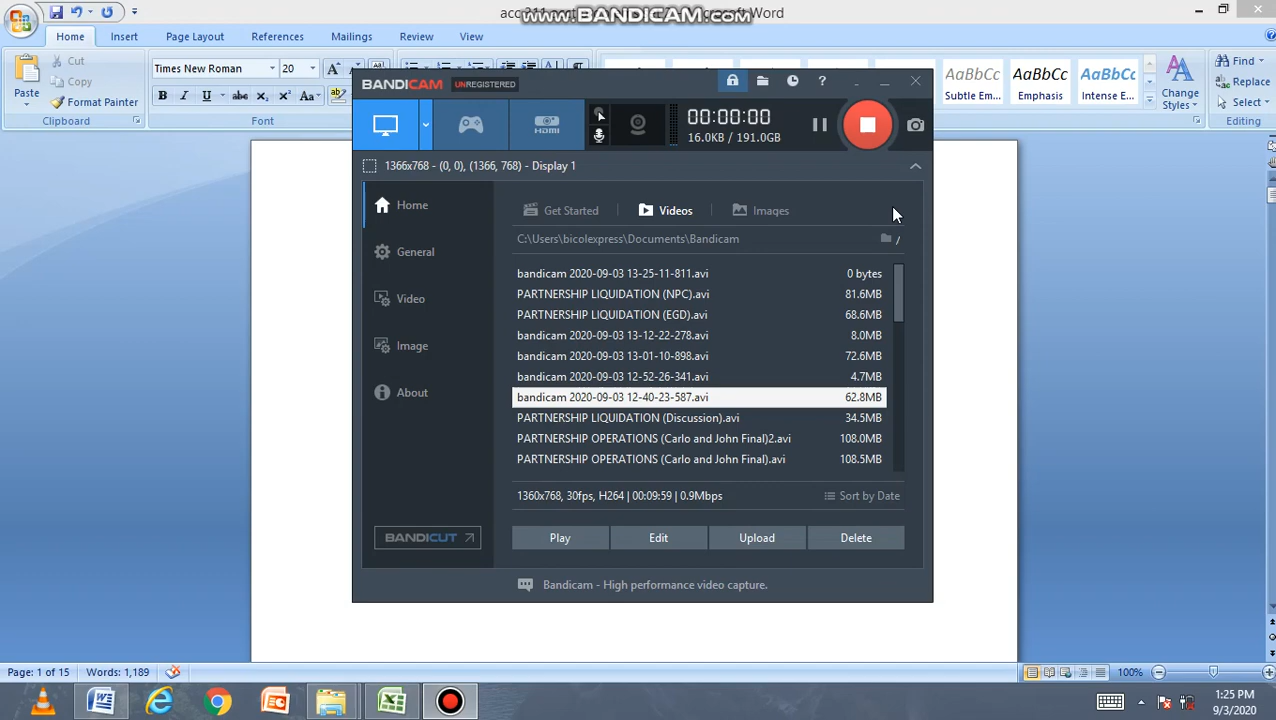 www.BANDICAM.com
Microsoft Word
Home Insert Page Layout References Mailings Review View
Paste
Cut
Copy
Format Painter
Clipboard
Times New Roman 20
B I U abc X₂ X² Aa
Font
AaBbCc AaBbCc AaBbCc
Subtle Em... Emphasis Intense E...
Change Styles
Find
Replace
Select
Editing
BANDICAM UNREGISTERED
HDMI
00:00:00
16.0KB / 191.0GB
1366x768 - (0, 0), (1366, 768) - Display 1
Home
General
Video
Image
About
BANDICUT
Get Started Videos Images
C:\Users\bicolexpress\Documents\Bandicam /
bandicam 2020-09-03 13-25-11-811.avi 0 bytes
PARTNERSHIP LIQUIDATION (NPC).avi 81.6MB
PARTNERSHIP LIQUIDATION (EGD).avi 68.6MB
bandicam 2020-09-03 13-12-22-278.avi 8.0MB
bandicam 2020-09-03 13-01-10-898.avi 72.6MB
bandicam 2020-09-03 12-52-26-341.avi 4.7MB
bandicam 2020-09-03 12-40-23-587.avi 62.8MB
PARTNERSHIP LIQUIDATION (Discussion).avi 34.5MB
PARTNERSHIP OPERATIONS (Carlo and John Final)2.avi 108.0MB
PARTNERSHIP OPERATIONS (Carlo and John Final).avi 108.5MB
1360x768, 30fps, H264 | 00:09:59 | 0.9Mbps Sort by Date
Play Edit Upload Delete
Bandicam - High performance video capture.
Page: 1 of 15 Words: 1,189 100%
1:25 PM
9/3/2020